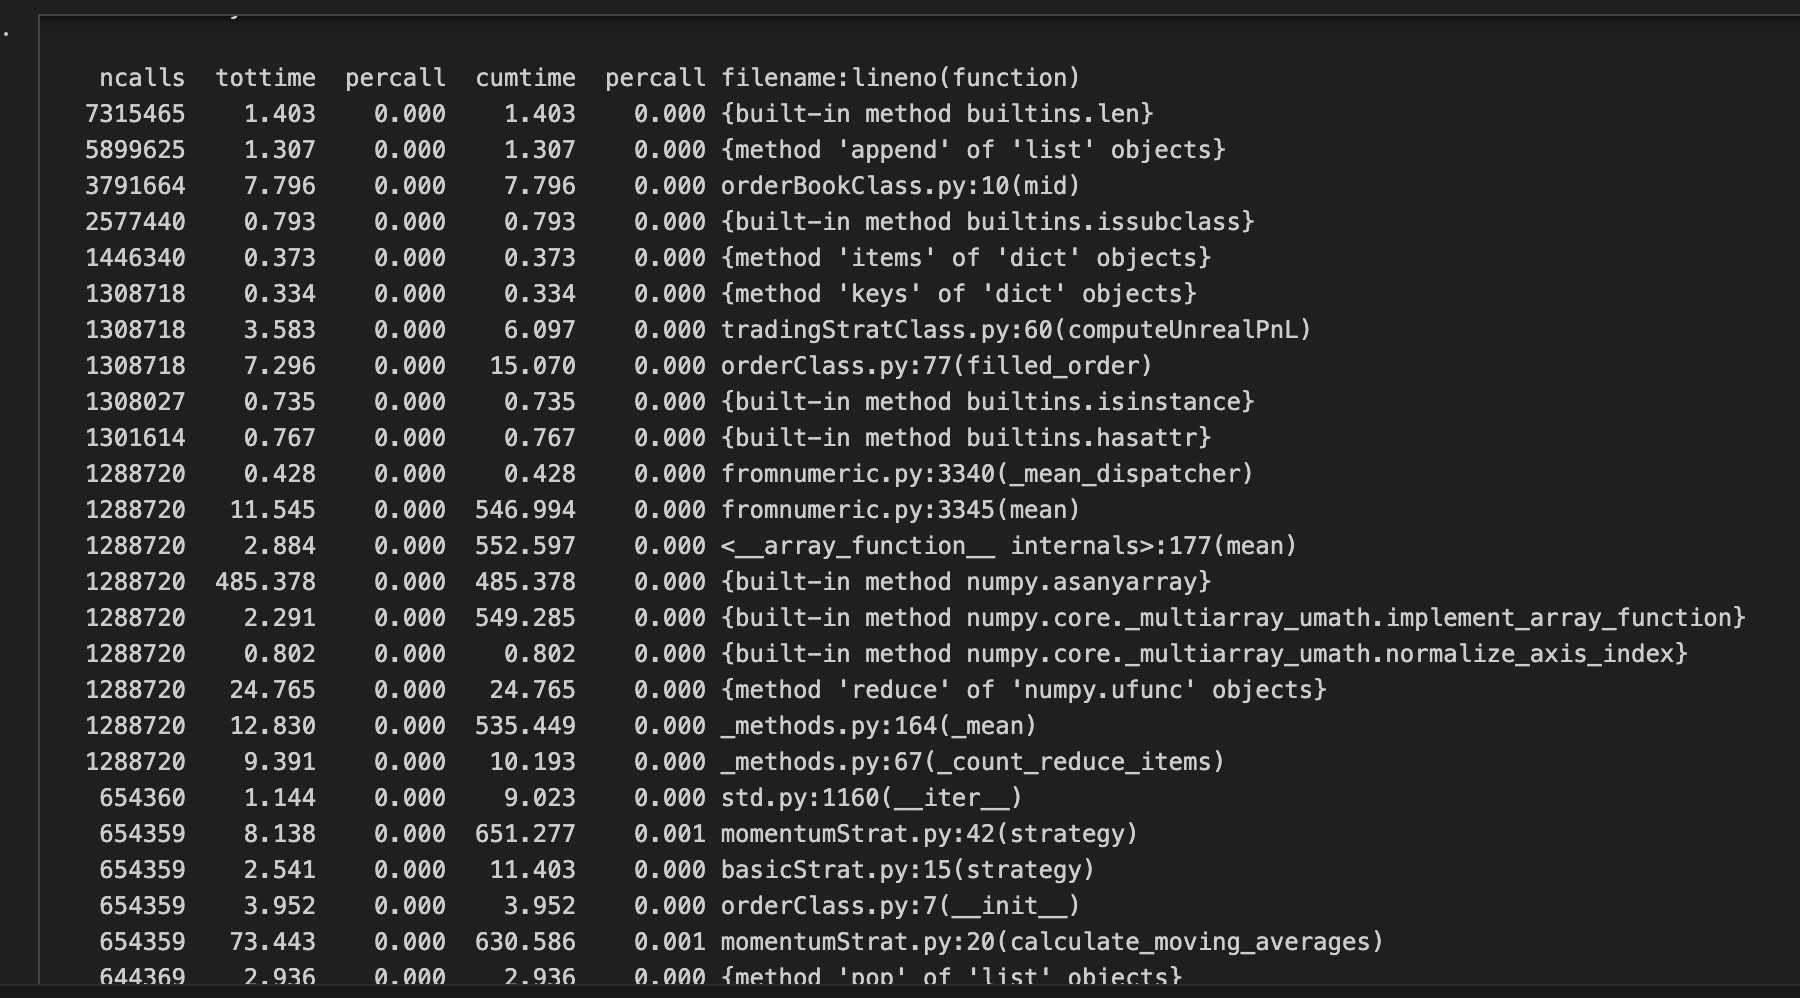 ncalls  tottime  percall  cumtime  percall filename:lineno(function)
7315465    1.403    0.000    1.403    0.000 {built-in method builtins.len}
5899625    1.307    0.000    1.307    0.000 {method 'append' of 'list' objects}
3791664    7.796    0.000    7.796    0.000 orderBookClass.py:10(mid)
2577440    0.793    0.000    0.793    0.000 {built-in method builtins.issubclass}
1446340    0.373    0.000    0.373    0.000 {method 'items' of 'dict' objects}
1308718    0.334    0.000    0.334    0.000 {method 'keys' of 'dict' objects}
1308718    3.583    0.000    6.097    0.000 tradingStratClass.py:60(computeUnrealPnL)
1308718    7.296    0.000   15.070    0.000 orderClass.py:77(filled_order)
1308027    0.735    0.000    0.735    0.000 {built-in method builtins.isinstance}
1301614    0.767    0.000    0.767    0.000 {built-in method builtins.hasattr}
1288720    0.428    0.000    0.428    0.000 fromnumeric.py:3340(_mean_dispatcher)
1288720   11.545    0.000  546.994    0.000 fromnumeric.py:3345(mean)
1288720    2.884    0.000  552.597    0.000 <__array_function__ internals>:177(mean)
1288720  485.378    0.000  485.378    0.000 {built-in method numpy.asanyarray}
1288720    2.291    0.000  549.285    0.000 {built-in method numpy.core._multiarray_umath.implement_array_function}
1288720    0.802    0.000    0.802    0.000 {built-in method numpy.core._multiarray_umath.normalize_axis_index}
1288720   24.765    0.000   24.765    0.000 {method 'reduce' of 'numpy.ufunc' objects}
1288720   12.830    0.000  535.449    0.000 _methods.py:164(_mean)
1288720    9.391    0.000   10.193    0.000 _methods.py:67(_count_reduce_items)
654360    1.144    0.000    9.023    0.000 std.py:1160(__iter__)
654359    8.138    0.000  651.277    0.001 momentumStrat.py:42(strategy)
654359    2.541    0.000   11.403    0.000 basicStrat.py:15(strategy)
654359    3.952    0.000    3.952    0.000 orderClass.py:7(__init__)
654359   73.443    0.000  630.586    0.001 momentumStrat.py:20(calculate_moving_averages)
644369    2.936    0.000    2.936    0.000 {method 'pop' of 'list' objects}